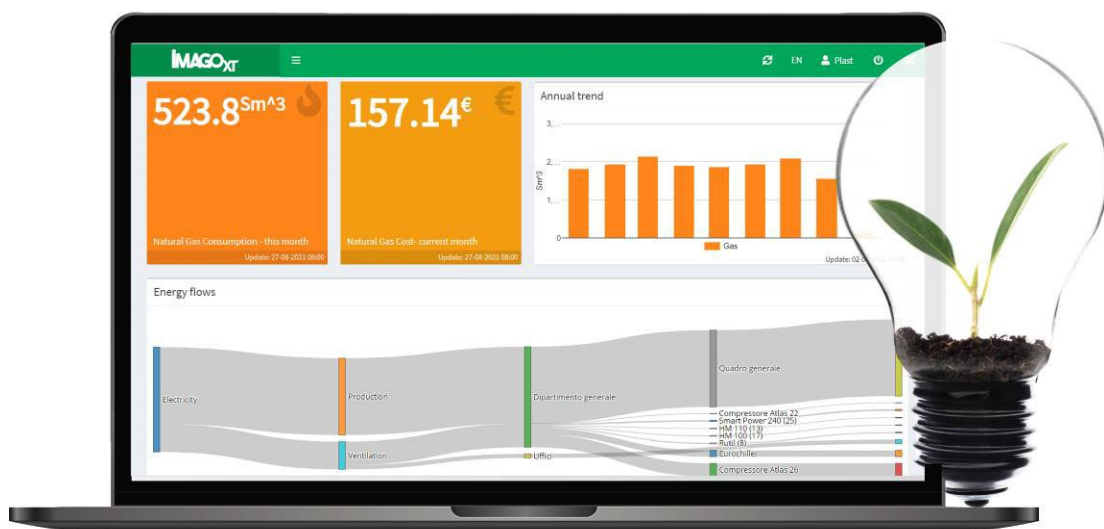 iMAGOXT
EN
Plast
523.8Sm^3
Natural Gas Consumption - this month
Update: 27-08-2021 08:00
157.14€
Natural Gas Cost- current month
Update: 27-08-2021 08:00
Annual trend
Sm^3
3,...
2,...
1,...
0
Gas
Update: 02-
Energy flows
Electricity
Production
Ventilation
Dipartimento generale
Uffici
Quadro generale
Compressore Atlas 22
Smart Power 240 (25)
HM 110 (13)
HM 100 (17)
Rutil (8)
Eurochiller
Compressore Atlas 26